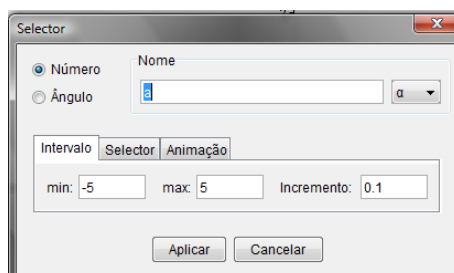 Selector
Número
Nome
Ângulo
a
α
Intervalo Selector Animação
min: -5 max: 5 Incremento: 0.1
Aplicar Cancelar